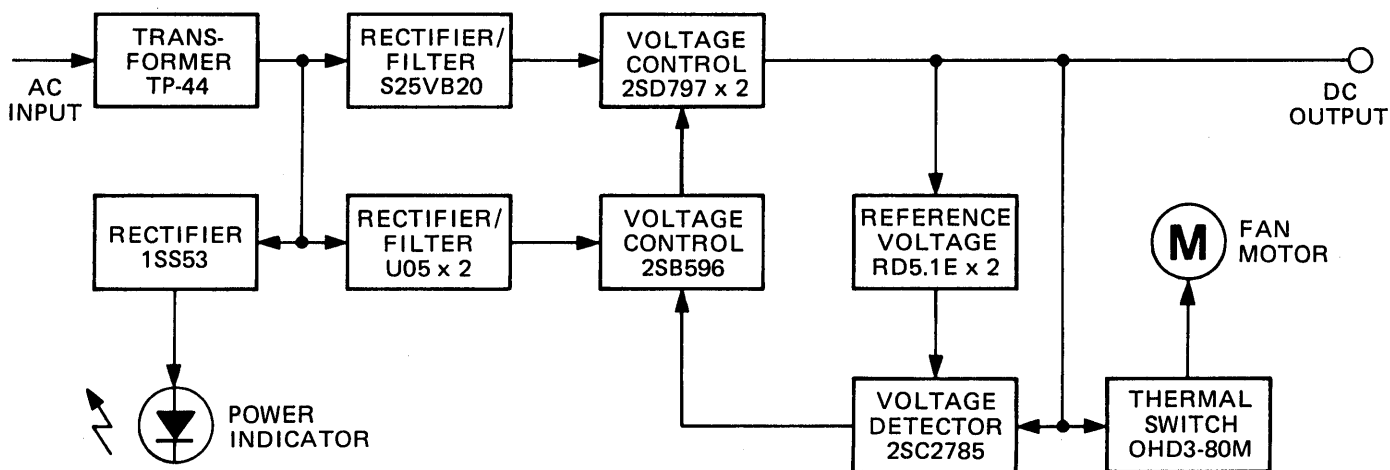 TRANS-
FORMER
TP-44
RECTIFIER/
FILTER
S25VB20
VOLTAGE
CONTROL
2SD797 x 2
AC
INPUT
DC
OUTPUT
RECTIFIER
1SS53
RECTIFIER/
FILTER
U05 x 2
VOLTAGE
CONTROL
2SB596
REFERENCE
VOLTAGE
RD5.1E x 2
M
FAN
MOTOR
POWER
INDICATOR
VOLTAGE
DETECTOR
2SC2785
THERMAL
SWITCH
OHD3-80M